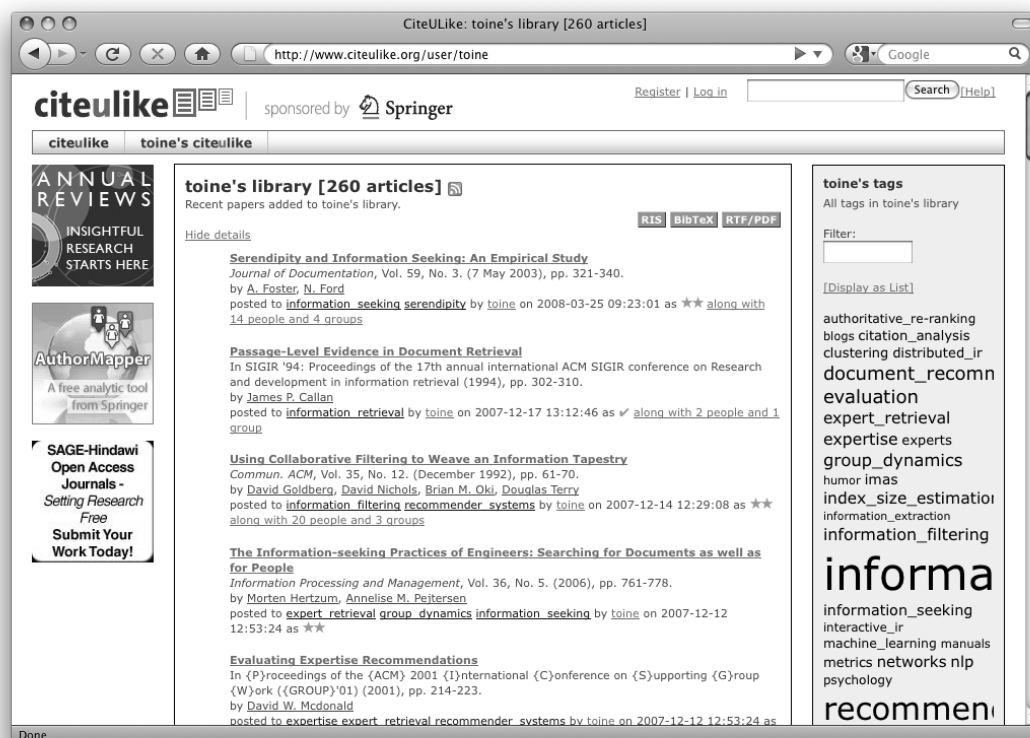 CiteULike: toine's library [260 articles]
http://www.citeulike.org/user/toine
Google
citeulike
sponsored by Springer
Register | Log in
Search [Help]
citeulike toine's citeulike
ANNUAL
REVIEWS
INSIGHTFUL
RESEARCH
STARTS HERE
AuthorMapper
A free analytic tool
from Springer
SAGE-Hindawi
Open Access
Journals -
Setting Research
Free
Submit Your
Work Today!
toine's library [260 articles]
Recent papers added to toine's library.
RIS BibTeX RTF/PDF
Hide details
Serendipity and Information Seeking: An Empirical Study
Journal of Documentation, Vol. 59, No. 3. (7 May 2003), pp. 321-340.
by A. Foster, N. Ford
posted to information_seeking serendipity by toine on 2008-03-25 09:23:01 as ★★ along with
14 people and 4 groups
Passage-Level Evidence in Document Retrieval
In SIGIR '94: Proceedings of the 17th annual international ACM SIGIR conference on Research
and development in information retrieval (1994), pp. 302-310.
by James P. Callan
posted to information_retrieval by toine on 2007-12-17 13:12:46 as ✔ along with 2 people and 1
group
Using Collaborative Filtering to Weave an Information Tapestry
Commun. ACM, Vol. 35, No. 12. (December 1992), pp. 61-70.
by David Goldberg, David Nichols, Brian M. Oki, Douglas Terry
posted to information_filtering recommender_systems by toine on 2007-12-14 12:29:08 as ★★
along with 20 people and 3 groups
The Information-seeking Practices of Engineers: Searching for Documents as well as
for People
Information Processing and Management, Vol. 36, No. 5. (2006), pp. 761-778.
by Morten Hertzum, Annelise M. Pejtersen
posted to expert_retrieval group_dynamics information_seeking by toine on 2007-12-12
12:53:24 as ★★
Evaluating Expertise Recommendations
In {P}roceedings of the {ACM} 2001 {I}nternational {C}onference on {S}upporting {G}roup
{W}ork ({GROUP}'01) (2001), pp. 214-223.
by David W. Mcdonald
posted to expertise expert_retrieval recommender_systems by toine on 2007-12-12 12:53:24 as
toine's tags
All tags in toine's library
Filter:
[Display as List]
authoritative_re-ranking
blogs citation_analysis
clustering distributed_ir
document_recomn
evaluation
expert_retrieval
expertise experts
group_dynamics
humor imas
index_size_estimation
information_extraction
information_filtering
informa
information_seeking
interactive_ir
machine_learning manuals
metrics networks nlp
psychology
recommen
Done